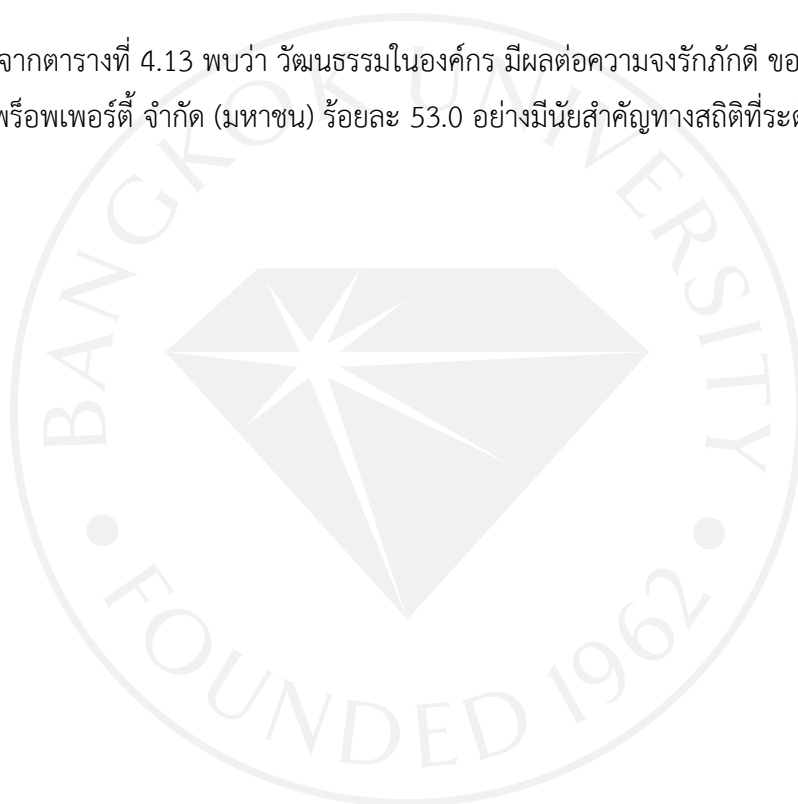 จากตารางที่ 4.13 พบว่า วัฒนธรรมในองค์กร มีผลต่อความจงรักภักดี
พร็อพเพอร์ตี้ จำกัด (มหาชน) ร้อยละ 53.0 อย่างมีนัยสำคัญทางสถิติที่
BANGKOK UNIVERSITY
• FOUNDED 1962 •